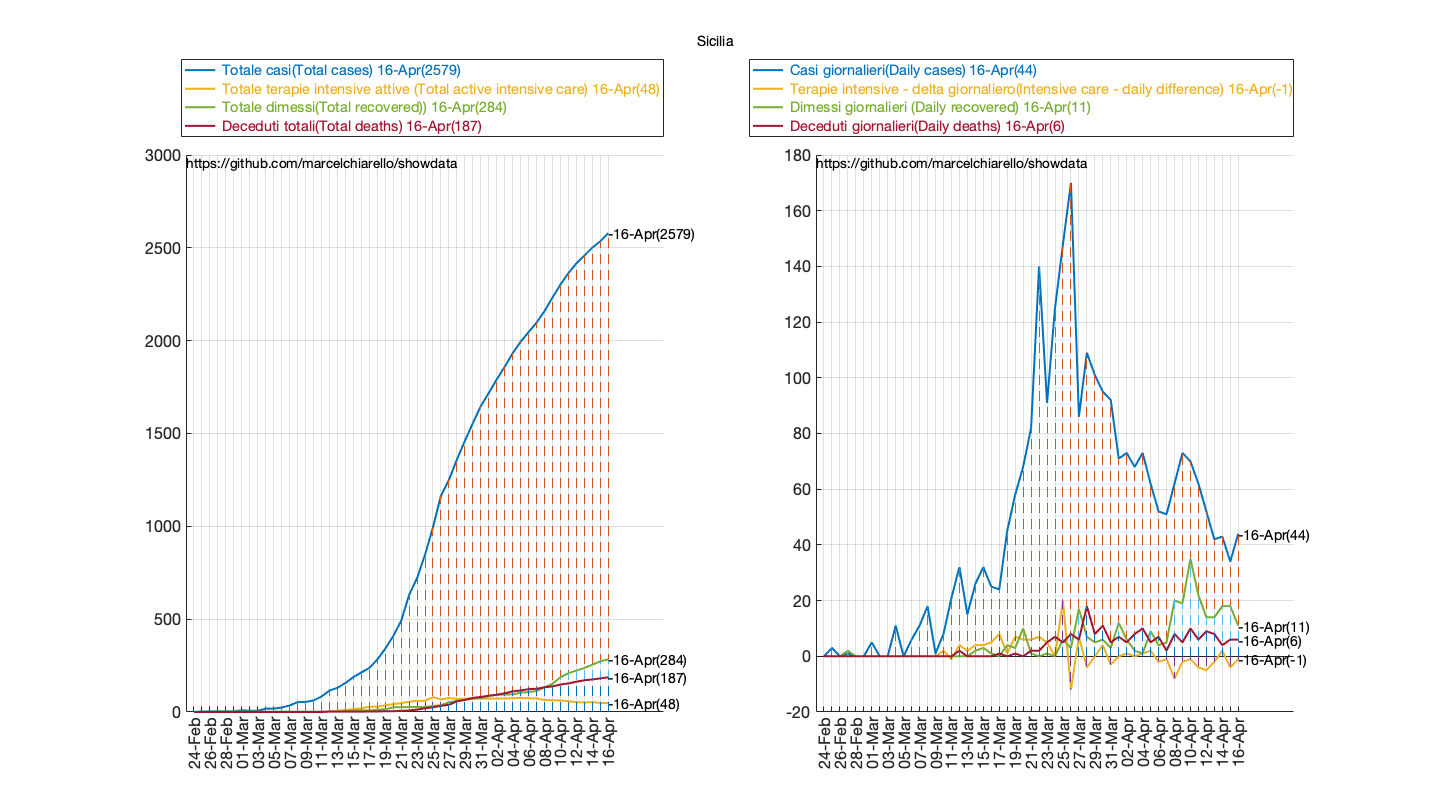 Sicilia
Totale casi(Total cases) 16-Apr(2579)
Totale terapie intensive attive (Total active intensive care) 16-Apr(48)
Totale dimessi(Total recovered)) 16-Apr(284)
Deceduti totali(Total deaths) 16-Apr(187)
https://github.com/marcelchiarello/showdata
3000
2500
2000
1500
1000
500
0
16-Apr(2579)
16-Apr(284)
16-Apr(187)
16-Apr(48)
24-Feb
26-Feb
28-Feb
01-Mar
03-Mar
05-Mar
07-Mar
09-Mar
11-Mar
13-Mar
15-Mar
17-Mar
19-Mar
21-Mar
23-Mar
25-Mar
27-Mar
29-Mar
31-Mar
02-Apr
04-Apr
06-Apr
08-Apr
10-Apr
12-Apr
14-Apr
16-Apr
Casi giornalieri(Daily cases) 16-Apr(44)
Terapie intensive - delta giornaliero(Intensive care - daily difference) 16-Apr(-1)
Dimessi giornalieri (Daily recovered) 16-Apr(11)
Deceduti giornalieri(Daily deaths) 16-Apr(6)
https://github.com/marcelchiarello/showdata
180
160
140
120
100
80
60
40
20
0
-20
16-Apr(44)
16-Apr(11)
16-Apr(6)
16-Apr(-1)
24-Feb
26-Feb
28-Feb
01-Mar
03-Mar
05-Mar
07-Mar
09-Mar
11-Mar
13-Mar
15-Mar
17-Mar
19-Mar
21-Mar
23-Mar
25-Mar
27-Mar
29-Mar
31-Mar
02-Apr
04-Apr
06-Apr
08-Apr
10-Apr
12-Apr
14-Apr
16-Apr